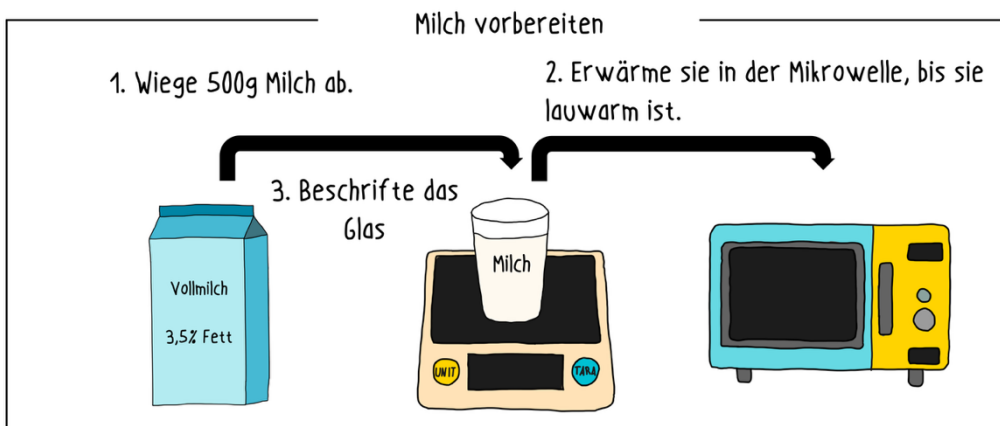 Milch vorbereiten
1. Wiege 500g Milch ab.
2. Erwärme sie in der Mikrowelle, bis sie
lauwarm ist.
3. Beschrifte das
Glas
Vollmilch
3,5% Fett
Milch
UNIT
TARA